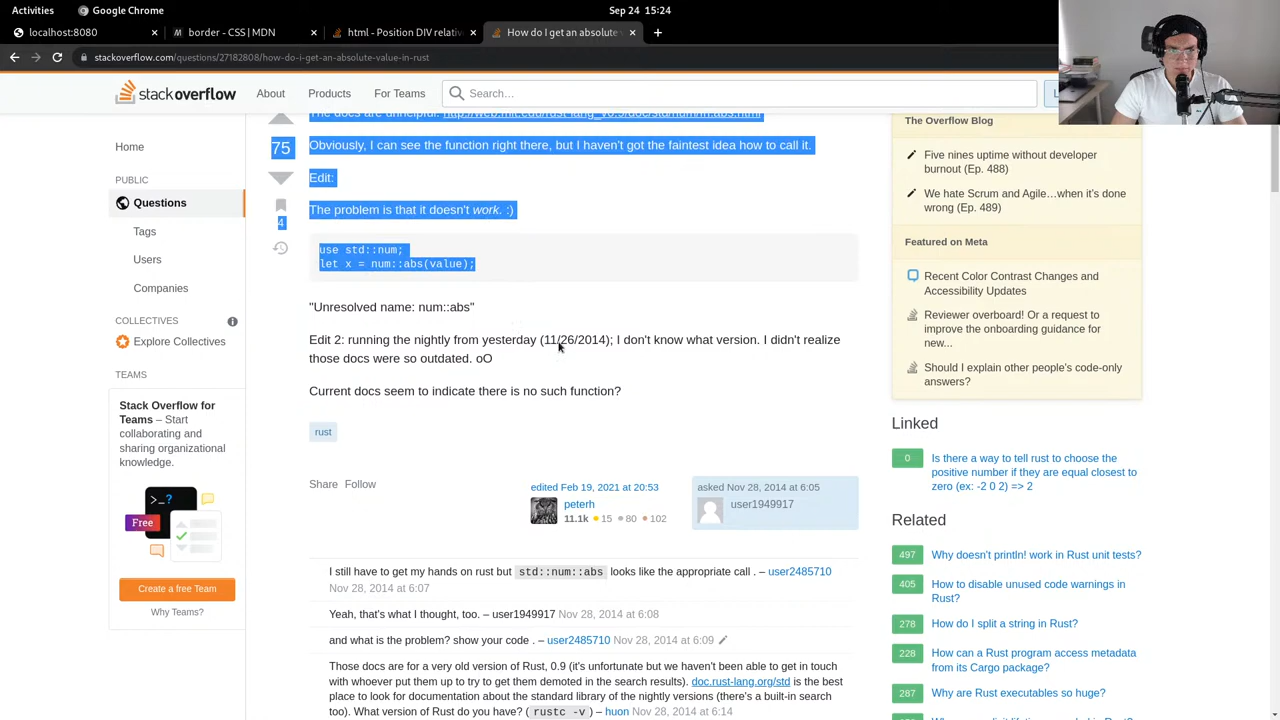 Activities
Google Chrome
Sep 24 15:24
localhost:8080
border - CSS | MDN
html - Position DIV relativ
How do I get an absolute v
stackoverflow.com/questions/27182808/how-do-i-get-an-absolute-value-in-rust
stackoverflow
About
Products
For Teams
Search…
Home
PUBLIC
Questions
Tags
Users
Companies
COLLECTIVES
Explore Collectives
TEAMS
Stack Overflow for
Teams – Start
collaborating and
sharing organizational
knowledge.
Free
Create a free Team
Why Teams?
75
4
Obviously, I can see the function right there, but I haven't got the faintest idea how to call it.
Edit:
The problem is that it doesn't work. :)
use std::num;
let x = num::abs(value);
"Unresolved name: num::abs"
Edit 2: running the nightly from yesterday (11/26/2014); I don't know what version. I didn't realize
those docs were so outdated. oO
Current docs seem to indicate there is no such function?
rust
Share Follow
edited Feb 19, 2021 at 20:53
peterh
11.1k 15 80 102
asked Nov 28, 2014 at 6:05
user1949917
I still have to get my hands on rust but std::num::abs looks like the appropriate call . – user2485710
Nov 28, 2014 at 6:07
Yeah, that's what I thought, too. – user1949917 Nov 28, 2014 at 6:08
and what is the problem? show your code . – user2485710 Nov 28, 2014 at 6:09
Those docs are for a very old version of Rust, 0.9 (it's unfortunate but we haven't been able to get in touch
with whoever put them up to try to get them demoted in the search results). doc.rust-lang.org/std is the best
place to look for documentation about the standard library of the nightly versions (there's a built-in search
too). What version of Rust do you have? ( rustc -v ) – huon Nov 28, 2014 at 6:14
The Overflow Blog
Five nines uptime without developer
burnout (Ep. 488)
We hate Scrum and Agile…when it's done
wrong (Ep. 489)
Featured on Meta
Recent Color Contrast Changes and
Accessibility Updates
Reviewer overboard! Or a request to
improve the onboarding guidance for
new...
Should I explain other people's code-only
answers?
Linked
0
Is there a way to tell rust to choose the
positive number if they are equal closest to
zero (ex: -2 0 2) => 2
Related
497
Why doesn't println! work in Rust unit tests?
405
How to disable unused code warnings in
Rust?
278
How do I split a string in Rust?
228
How can a Rust program access metadata
from its Cargo package?
287
Why are Rust executables so huge?